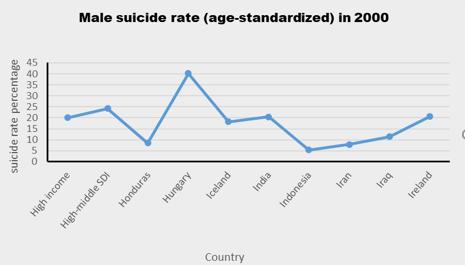 Male suicide rate (age-standardized) in 2000
suicide rate percentage
45
40
35
30
25
20
15
10
5
0
High income
High-middle SDI
Honduras
Hungary
Iceland
India
Indonesia
Iran
Iraq
Ireland
Country